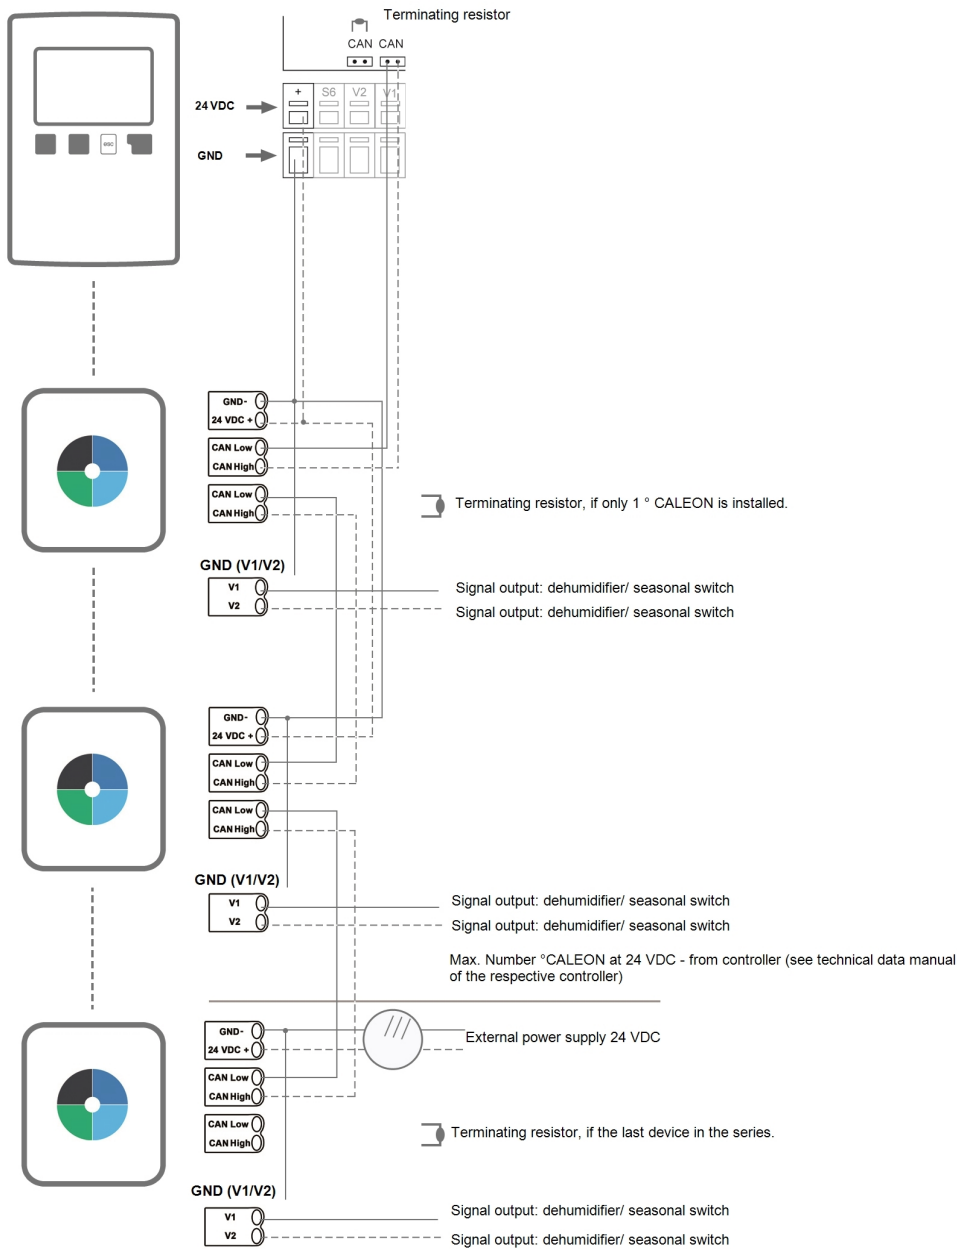 Terminating resistor
CAN CAN
+ S6 V2 V1
24 VDC
GND
esc
GND-
24 VDC +
CAN Low
CAN High
CAN Low
CAN High
Terminating resistor, if only 1 ° CALEON is installed.
GND (V1/V2)
V1
Signal output: dehumidifier/ seasonal switch
V2
Signal output: dehumidifier/ seasonal switch
GND-
24 VDC +
CAN Low
CAN High
CAN Low
CAN High
GND (V1/V2)
V1
Signal output: dehumidifier/ seasonal switch
V2
Signal output: dehumidifier/ seasonal switch
Max. Number °CALEON at 24 VDC - from controller (see technical data manual
of the respective controller)
GND-
24 VDC +
External power supply 24 VDC
CAN Low
CAN High
CAN Low
CAN High
Terminating resistor, if the last device in the series.
GND (V1/V2)
V1
Signal output: dehumidifier/ seasonal switch
V2
Signal output: dehumidifier/ seasonal switch